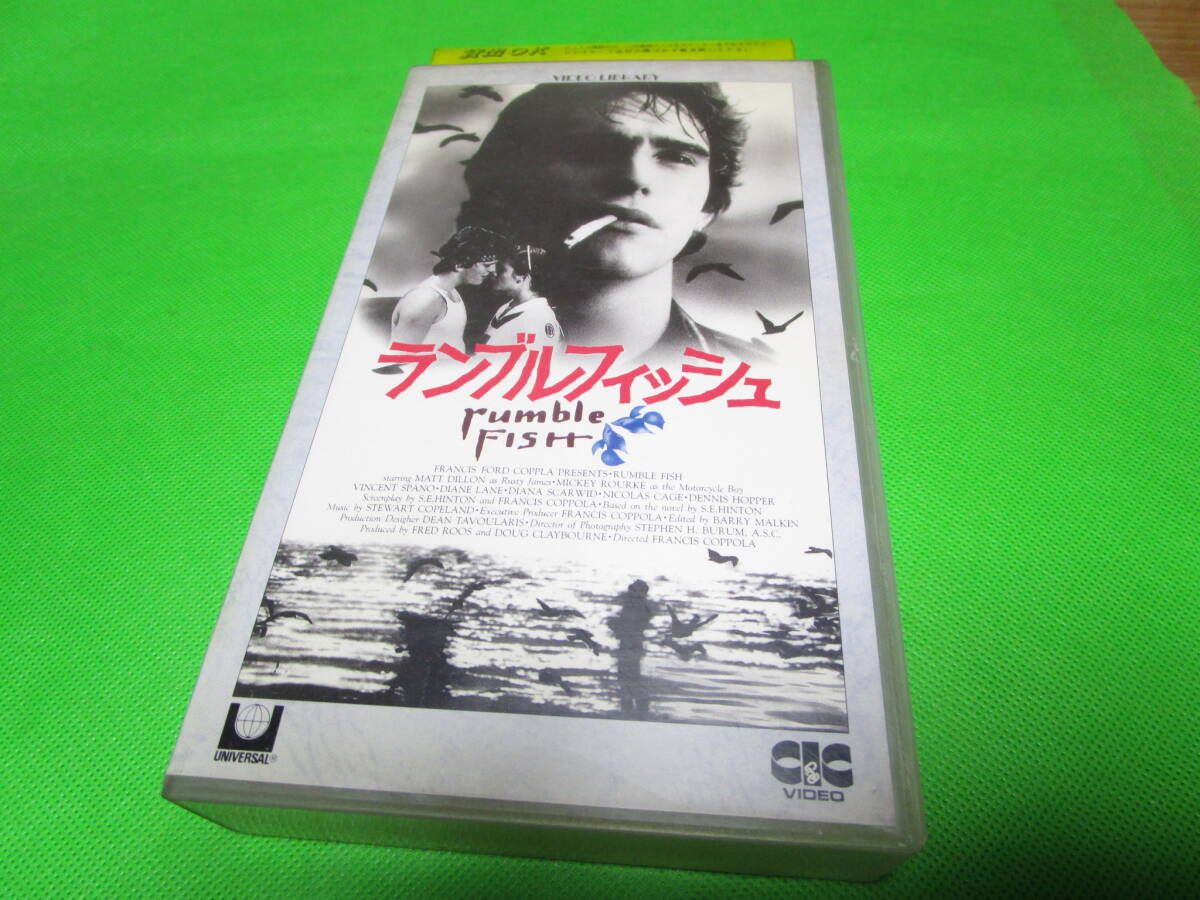 VIDEO LIBRARY
ランブルフィッシュ
rumble
FISH
FRANCIS FORD COPPLA PRESENTS・RUMBLE FISH
starring MATT DILLON as Rusty James・MICKEY ROURKE as the Motorcycle Boy
VINCENT SPANO・DIANE LANE・DIANA SCARWID・NICOLAS CAGE・DENNIS HOPPER
Screenplay by S.E.HINTON and FRANCIS COPPOLA・Based on the novel by S.E.HINTON
Music by STEWART COPELAND・Executive Producer FRANCIS COPPOLA・Edited by BARRY MALKIN
Production Dougher DEAN TAVOULARIS・Director of Photography STEPHEN H. BURUM, A.S.C.
Produced by FRED ROOS and DOUG CLAYBOURNE・Directed FRANCIS COPPOLA
UNIVERSAL®
CIC
&
VIDEO